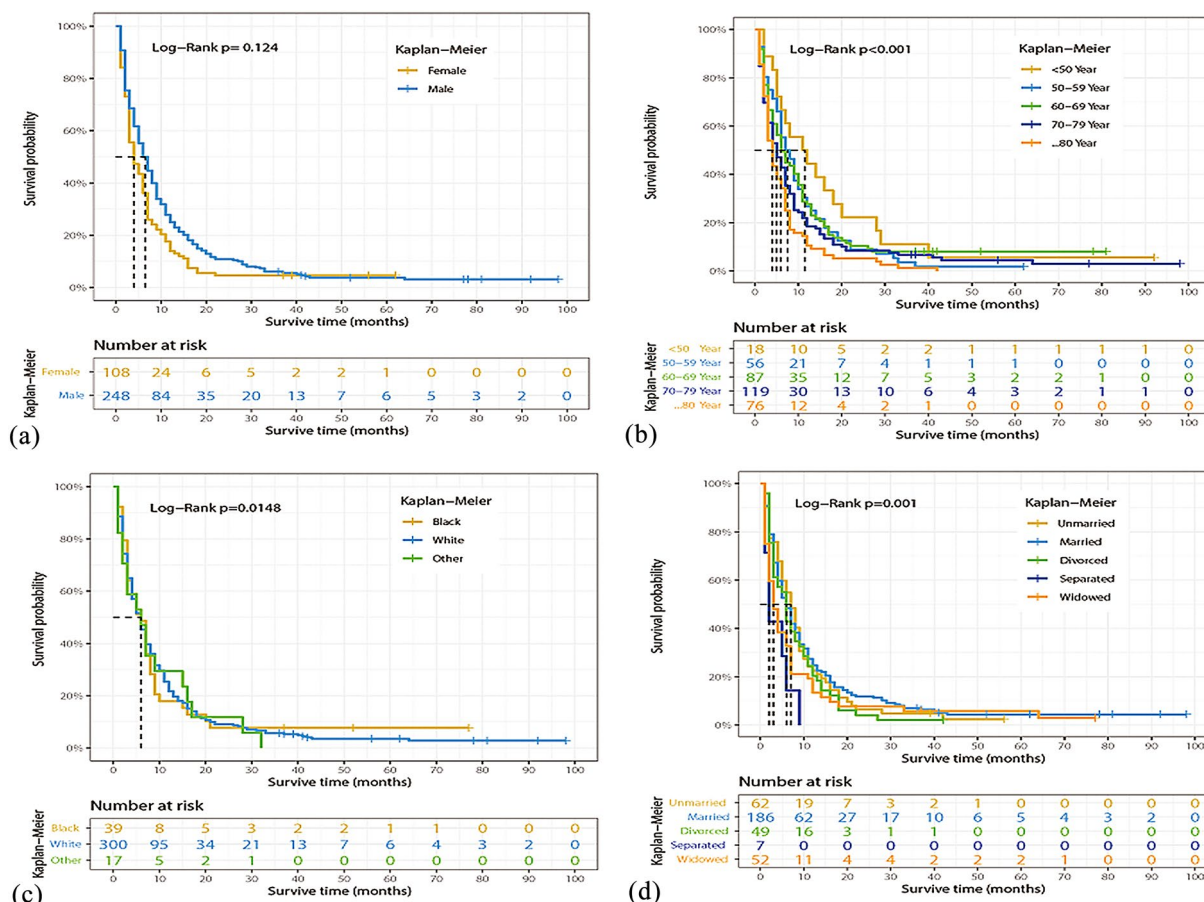 100%
80%
60%
40%
20%
0%
Survival probability
Log-Rank p= 0.124
Kaplan-Meier
Female
Male
0 10 20 30 40 50 60 70 80 90 100
Survive time (months)
Number at risk
Kaplan-Meier
Female 108 24 6 5 2 2 1 0 0 0 0
Male 248 84 35 20 13 7 6 5 3 2 0
0 10 20 30 40 50 60 70 80 90 100
Survive time (months)
(a)
100%
80%
60%
40%
20%
0%
Survival probability
Log-Rank p<0.001
Kaplan-Meier
<50 Year
50-59 Year
60-69 Year
70-79 Year
...80 Year
0 10 20 30 40 50 60 70 80 90 100
Survive time (months)
Number at risk
Kaplan-Meier
<50 Year 18 10 5 2 2 1 1 1 1 1 0
50-59 Year 56 21 7 4 1 1 1 0 0 0 0
60-69 Year 87 35 12 7 5 3 2 2 1 0 0
70-79 Year 119 30 13 10 6 4 3 2 1 1 0
...80 Year 76 12 4 2 1 0 0 0 0 0 0
0 10 20 30 40 50 60 70 80 90 100
Survive time (months)
(b)
100%
80%
60%
40%
20%
0%
Survival probability
Log-Rank p=0.0148
Kaplan-Meier
Black
White
Other
0 10 20 30 40 50 60 70 80 90 100
Survive time (months)
Number at risk
Kaplan-Meier
Black 39 8 5 3 2 2 1 1 0 0 0
White 300 95 34 21 13 7 6 4 3 2 0
Other 17 5 2 1 0 0 0 0 0 0 0
0 10 20 30 40 50 60 70 80 90 100
Survive time (months)
(c)
100%
80%
60%
40%
20%
0%
Survival probability
Log-Rank p=0.001
Kaplan-Meier
Unmarried
Married
Divorced
Separated
Widowed
0 10 20 30 40 50 60 70 80 90 100
Survive time (months)
Number at risk
Kaplan-Meier
Unmarried 62 19 7 3 2 1 0 0 0 0 0
Married 186 62 27 17 10 6 5 4 3 2 0
Divorced 49 16 3 1 1 0 0 0 0 0 0
Separated 7 0 0 0 0 0 0 0 0 0 0
Widowed 52 11 4 4 2 2 2 1 0 0 0
0 10 20 30 40 50 60 70 80 90 100
Survive time (months)
(d)